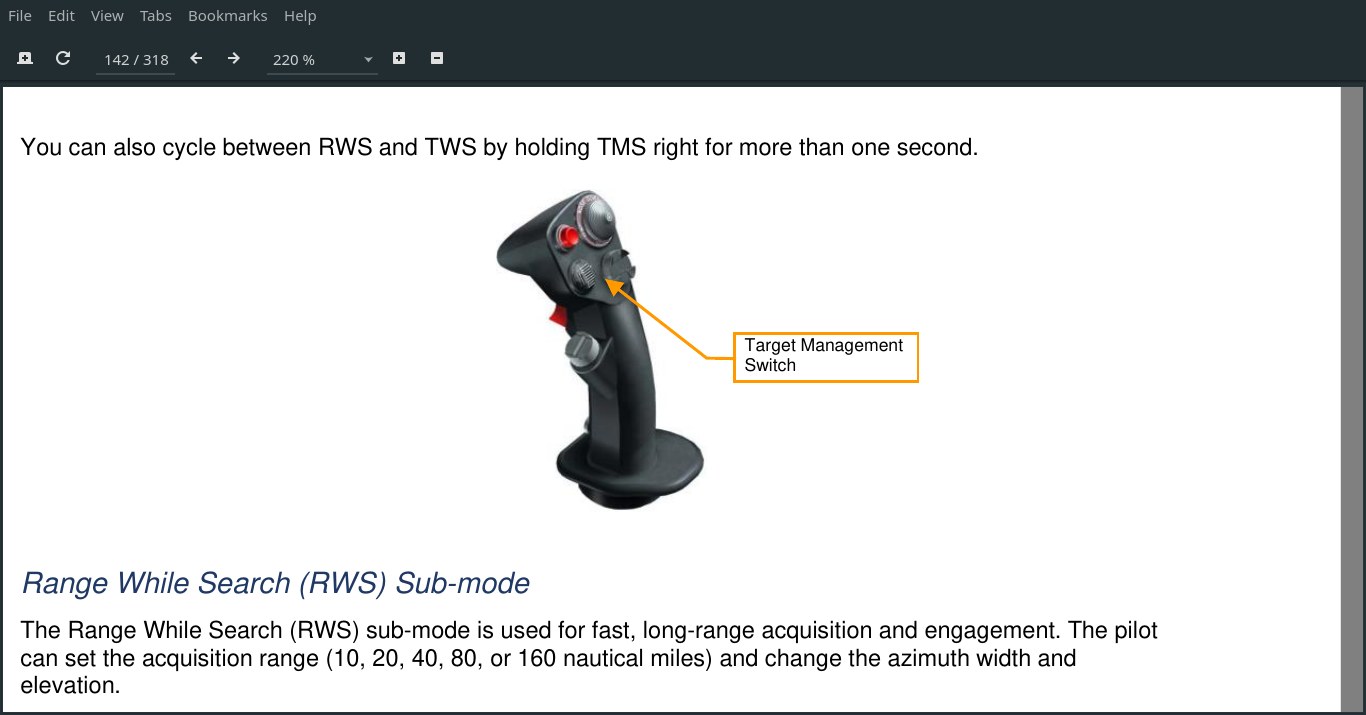 File Edit View Tabs Bookmarks Help
142 / 318 220 %
You can also cycle between RWS and TWS by holding TMS right for more than one second.
Target Management
Switch
Range While Search (RWS) Sub-mode
The Range While Search (RWS) sub-mode is used for fast, long-range acquisition and engagement. The pilot
can set the acquisition range (10, 20, 40, 80, or 160 nautical miles) and change the azimuth width and
elevation.